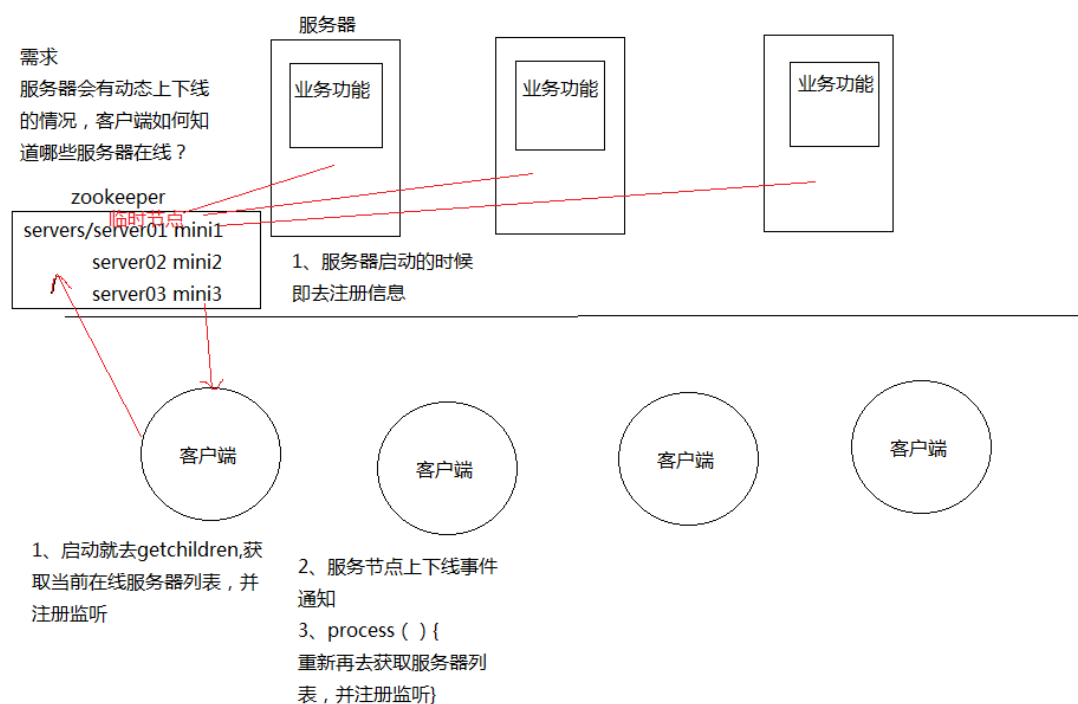 服务器
需求
服务器会有动态上下线
的情况，客户端如何知
道哪些服务器在线？
业务功能
业务功能
业务功能
zookeeper
临时节点
servers/server01 mini1
server02 mini2
server03 mini3
1、服务器启动的时候
即去注册信息
客户端
客户端
客户端
客户端
1、启动就去getchildren,获
取当前在线服务器列表，并
注册监听
2、服务节点上下线事件
通知
3、process（）{
重新再去获取服务器列
表，并注册监听}